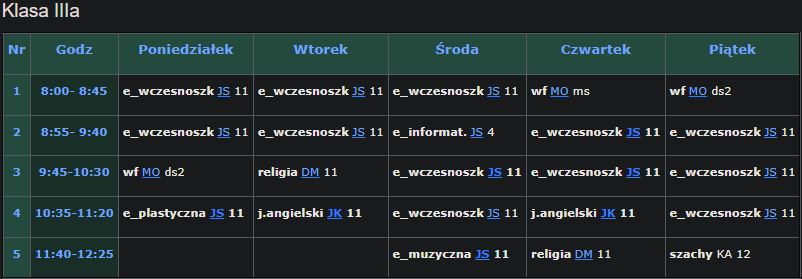 Klasa IIIa
Nr Godz Poniedziałek Wtorek Środa Czwartek Piątek
1 8:00- 8:45 e_wczesnoszk JS 11 e_wczesnoszk JS 11 e_wczesnoszk JS 11 wf MO ms wf MO ds2
2 8:55- 9:40 e_wczesnoszk JS 11 e_wczesnoszk JS 11 e_informat. JS 4 e_wczesnoszk JS 11 e_wczesnoszk JS 11
3 9:45-10:30 wf MO ds2 religia DM 11 e_wczesnoszk JS 11 e_wczesnoszk JS 11 e_wczesnoszk JS 11
4 10:35-11:20 e_plastyczna JS 11 j.angielski JK 11 e_wczesnoszk JS 11 j.angielski JK 11 e_wczesnoszk JS 11
5 11:40-12:25 e_muzyczna JS 11 religia DM 11 szachy KA 12